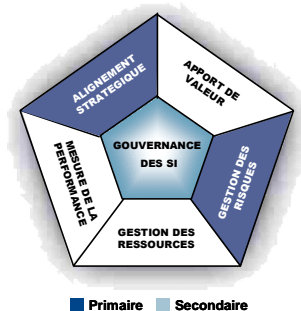 ALIGNEMENT
STRATEGIQUE
APPORT DE
VALEUR
MESURE DE LA
PERFORMANCE
GOUVERNANCE
DES SI
GESTION DES
RISQUES
GESTION DES
RESSOURCES
Primaire Secondaire